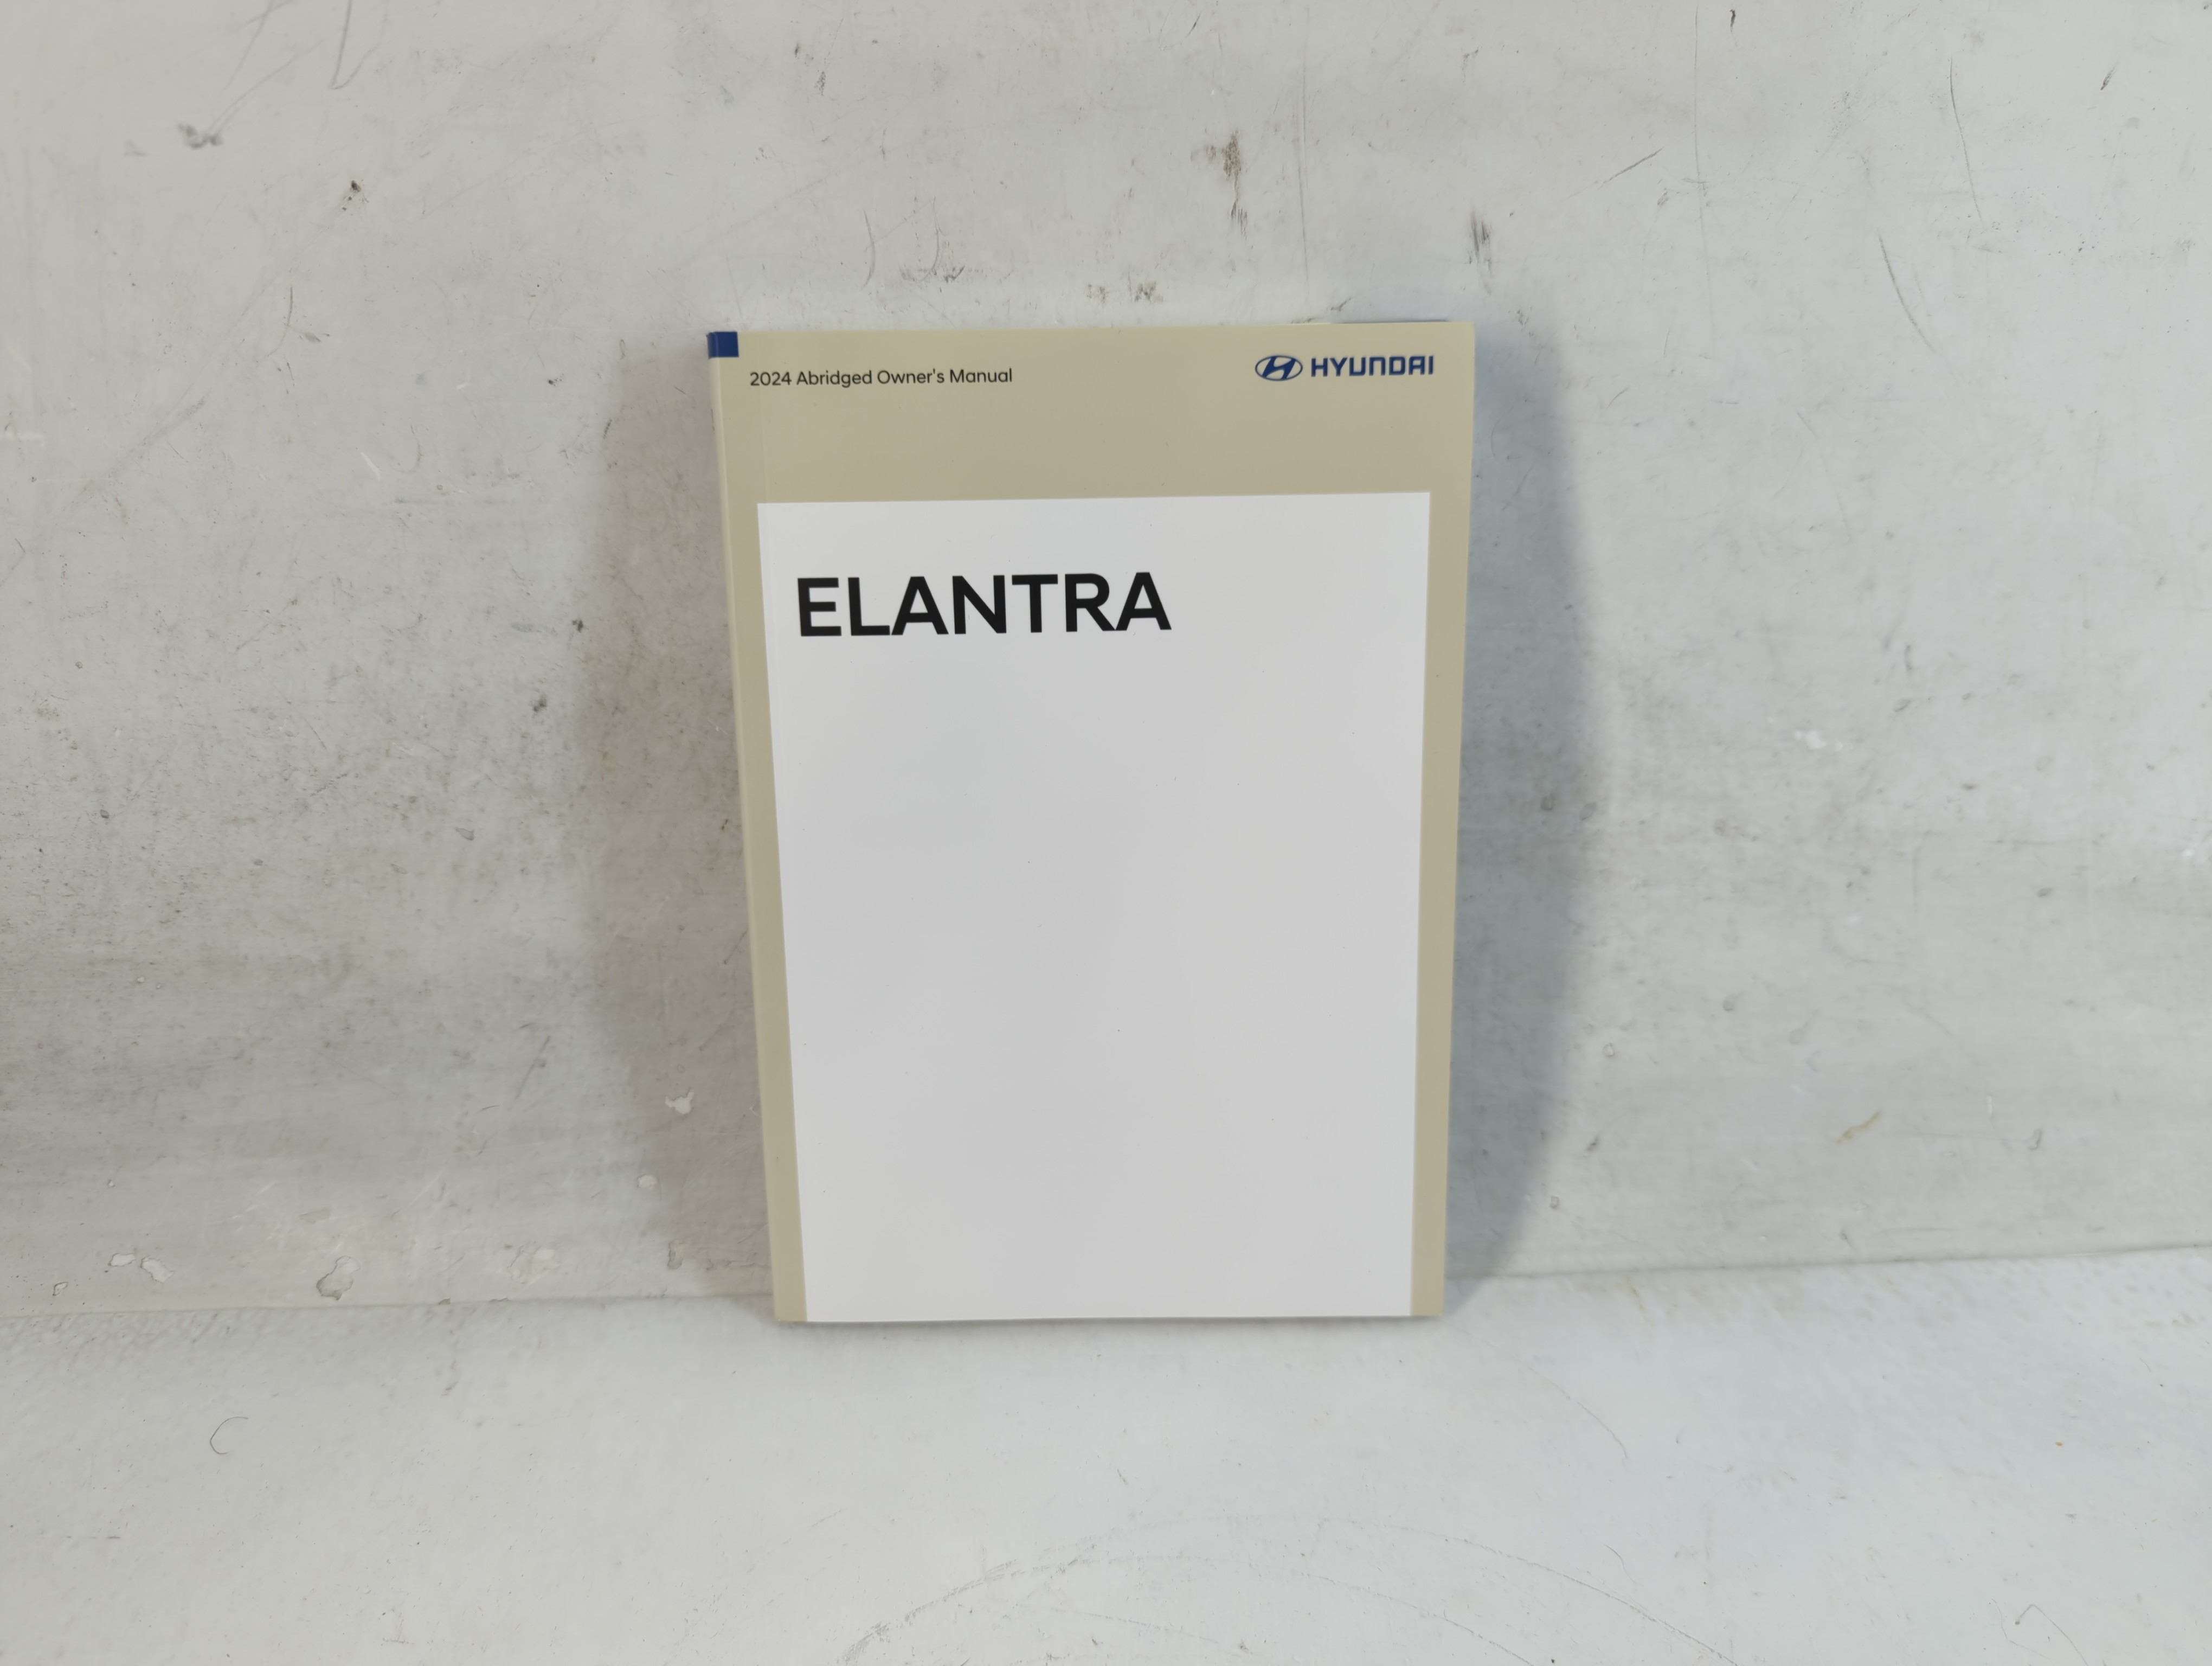 2024 Abridged Owner's Manual
HYUNDAI
ELANTRA